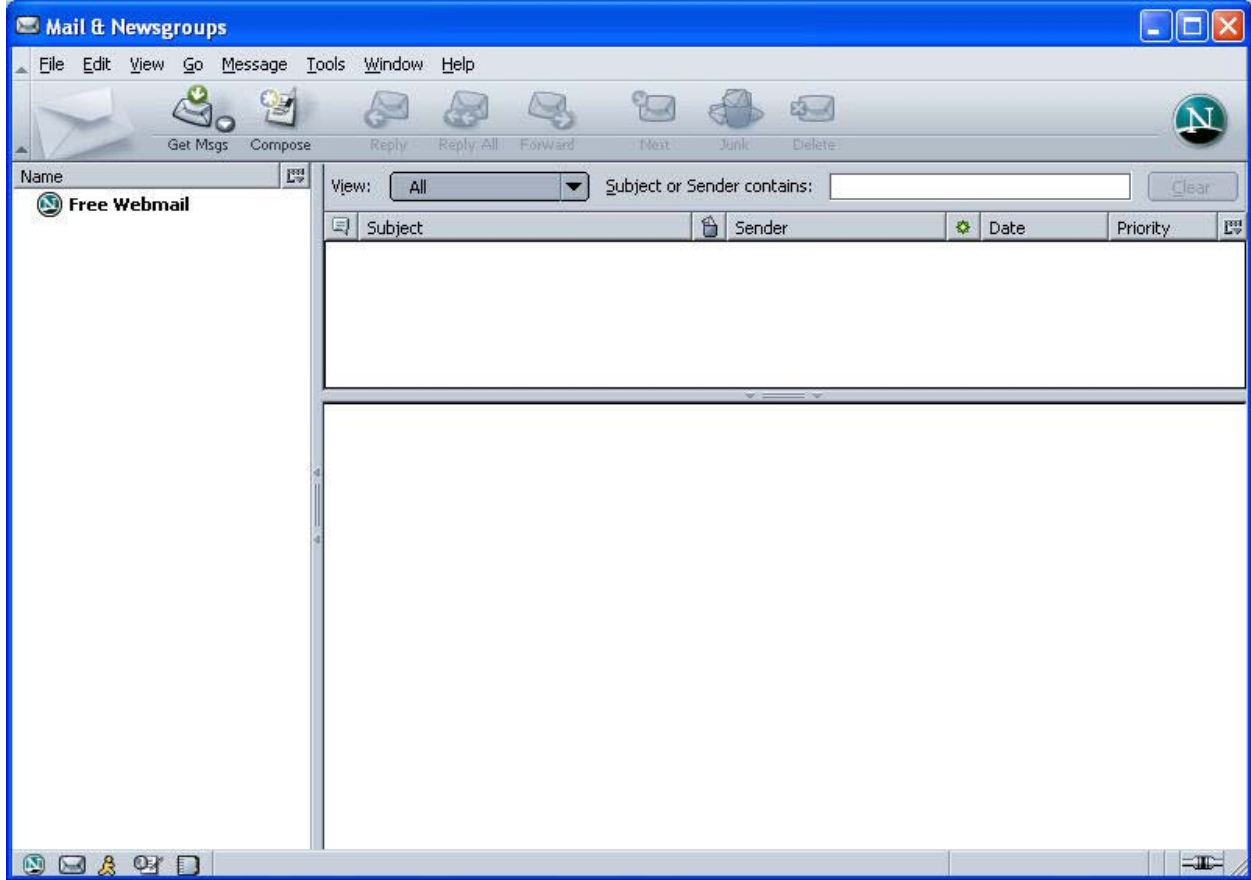 Mail & Newsgroups
File Edit View Go Message Tools Window Help
Get Msgs Compose Reply Reply All Forward Next Junk Delete
N
Name
View: All Subject or Sender contains: Clear
Free Webmail
Subject Sender Date Priority